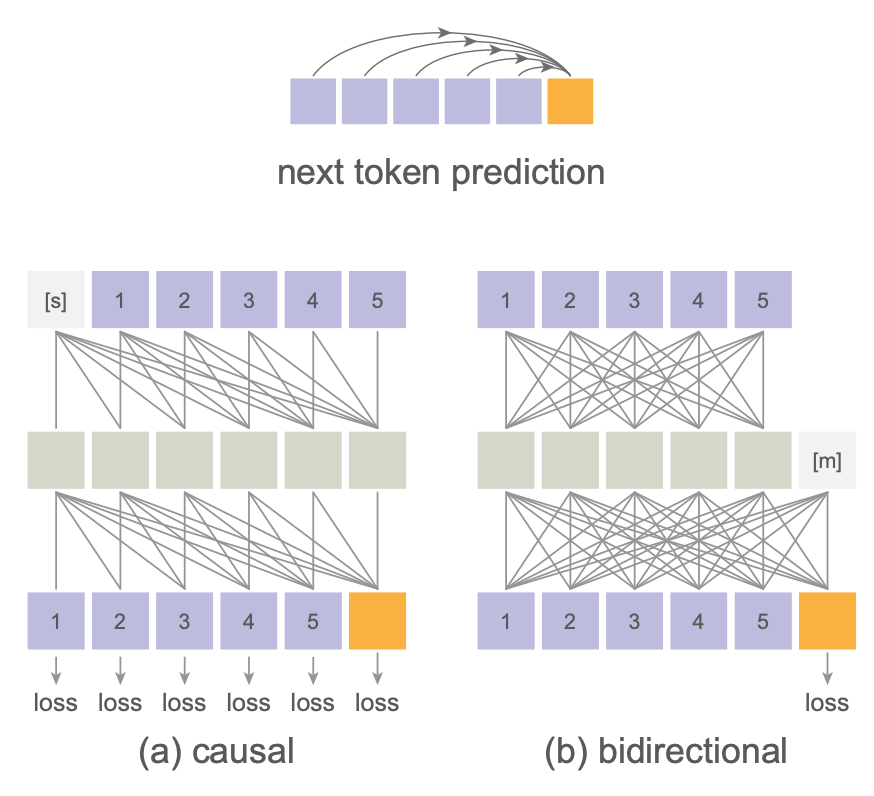 next token prediction
[s] 1 2 3 4 5
1 2 3 4 5
[m]
1 2 3 4 5
1 2 3 4 5
loss loss loss loss loss loss
loss
(a) causal
(b) bidirectional